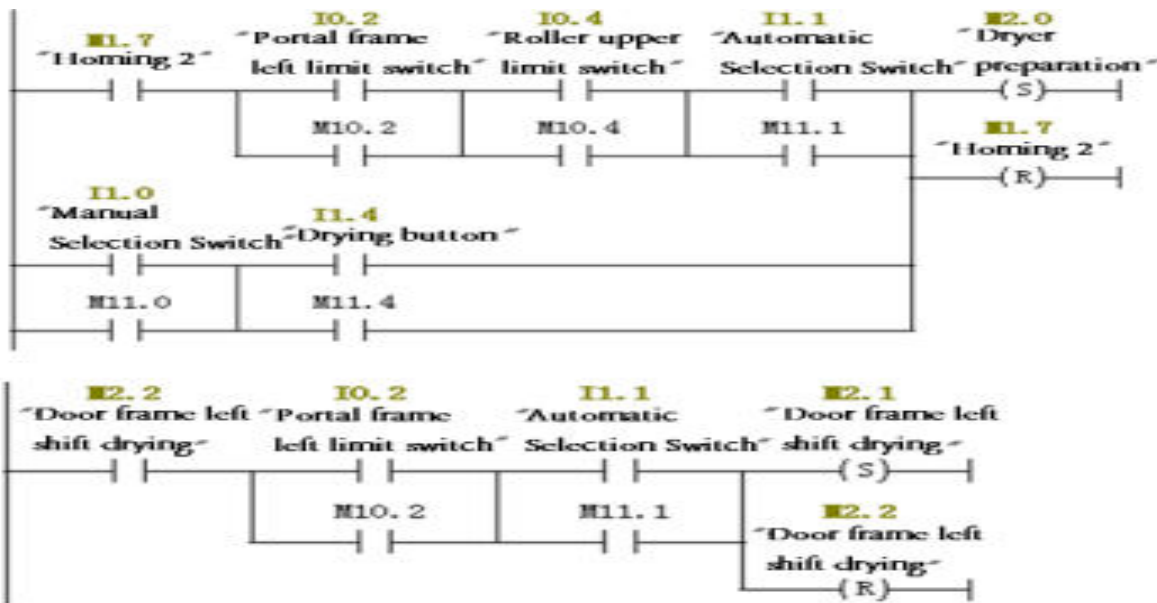 I0.2 I0.4 I1.1 M2.0
M1.7 "Portal frame "Roller upper "Automatic "Dryer
"Homing 2" left limit switch" limit switch" Selection Switch" preparation"
(S)
M10.2 M10.4 M11.1 M1.7
"Homing 2"
(R)
I1.0
"Manual I1.4
Selection Switch" "Drying button"
M11.0 M11.4
M2.2 I0.2 I1.1 M2.1
"Door frame left "Portal frame "Automatic "Door frame left
shift drying" left limit switch" Selection Switch" shift drying"
(S)
M10.2 M11.1 M2.2
"Door frame left
shift drying"
(R)